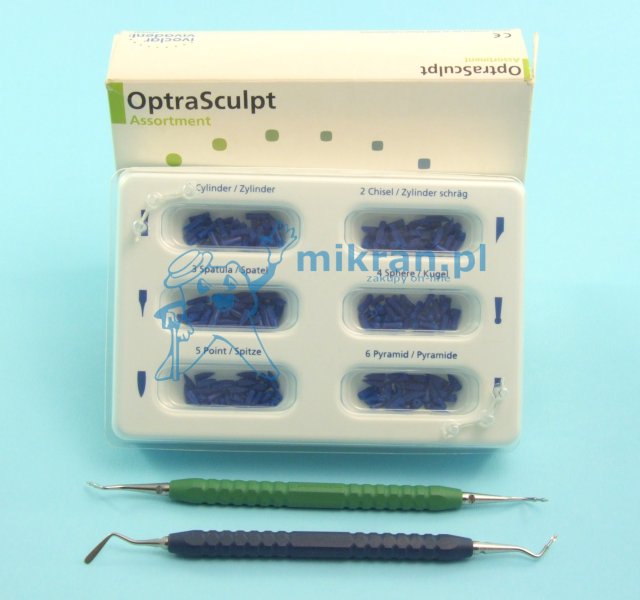 ivoclar
vivadent
CE
OptraSculpt
Assortment
OptraSculpt
Assortment
Cylinder / Zylinder
2 Chisel / Zylinder schräg
mikran.pl
zakupy on-line
3 Spatula / Spatel
4 Sphere / Kugel
5 Point / Spitze
6 Pyramid / Pyramide